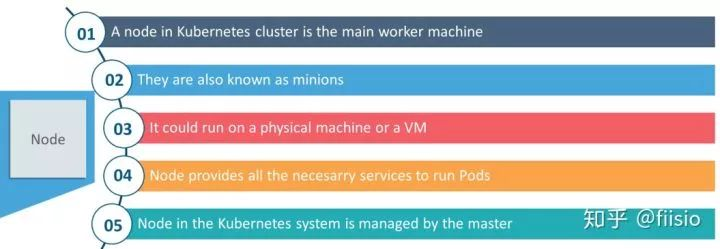 01 A node in Kubernetes cluster is the main worker machine
02 They are also known as minions
03 It could run on a physical machine or a VM
Node
04 Node provides all the necesarry services to run Pods
05 Node in the Kubernetes system is managed by the master
知乎 @fiisio